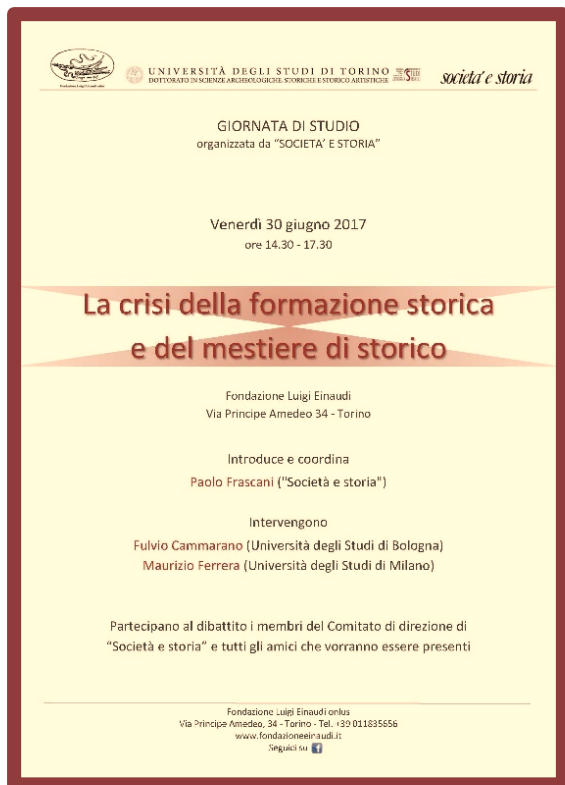 Fondazione Luigi Einaudi onlus
UNIVERSITÀ DEGLI STUDI DI TORINO
DOTTORATO IN SCIENZE ARCHEOLOGICHE, STORICHE E STORICO ARTISTICHE
societa' e storia
GIORNATA DI STUDIO
organizzata da "SOCIETA' E STORIA"
Venerdì 30 giugno 2017
ore 14.30 - 17.30
La crisi della formazione storica
e del mestiere di storico
Fondazione Luigi Einaudi
Via Principe Amedeo 34 - Torino
Introduce e coordina
Paolo Frascani ("Società e storia")
Intervengono
Fulvio Cammarano (Università degli Studi di Bologna)
Maurizio Ferrera (Università degli Studi di Milano)
Partecipano al dibattito i membri del Comitato di direzione di
"Società e storia" e tutti gli amici che vorranno essere presenti
Fondazione Luigi Einaudi onlus
Via Principe Amedeo, 34 - Torino - Tel. +39 011835656
www.fondazioneeinaudi.it
Seguici su